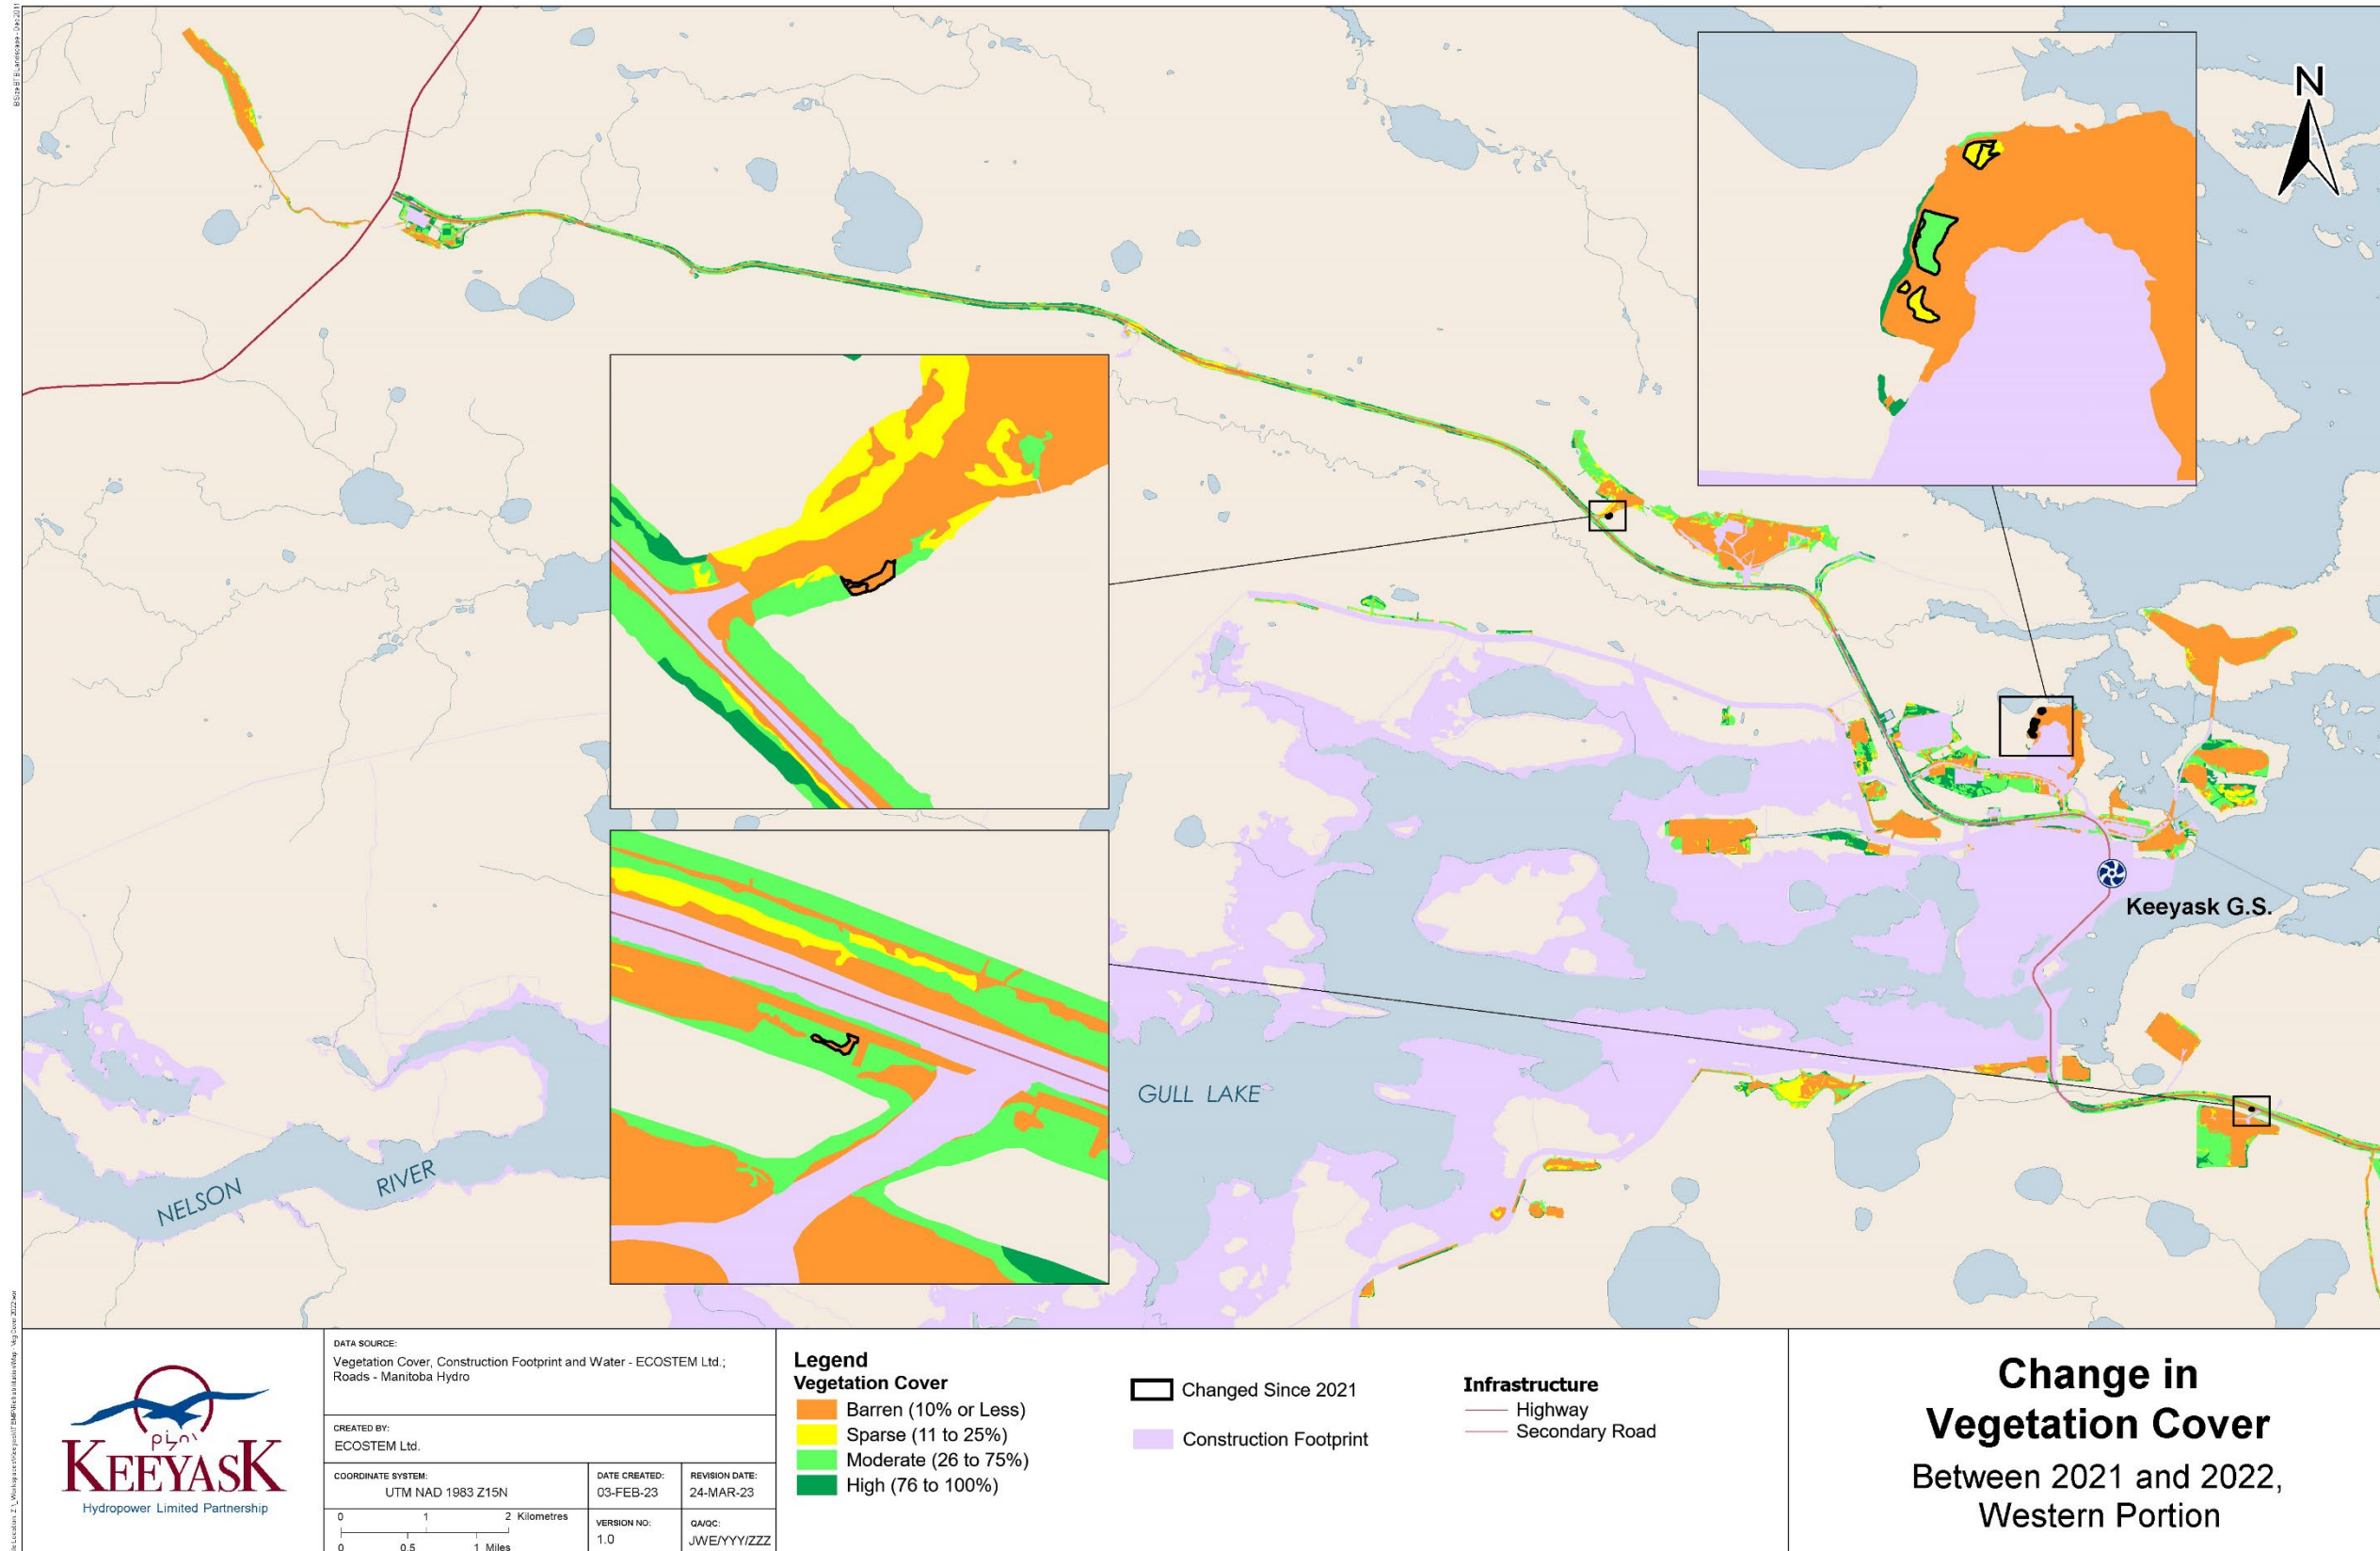 N
Keeyask G.S.
GULL LAKE
NELSON
RIVER
KEEYASK
Hydropower Limited Partnership
DATA SOURCE:
Vegetation Cover, Construction Footprint and Water - ECOSTEM Ltd.;
Roads - Manitoba Hydro
CREATED BY:
ECOSTEM Ltd.
COORDINATE SYSTEM:
UTM NAD 1983 Z15N
DATE CREATED:
03-FEB-23
REVISION DATE:
24-MAR-23
0 1 2 Kilometres
0 0.5 1 Miles
VERSION NO:
1.0
QA/QC:
JWE/YYY/ZZZ
Legend
Vegetation Cover
Barren (10% or Less)
Sparse (11 to 25%)
Moderate (26 to 75%)
High (76 to 100%)
Changed Since 2021
Construction Footprint
Infrastructure
Highway
Secondary Road
Change in
Vegetation Cover
Between 2021 and 2022,
Western Portion